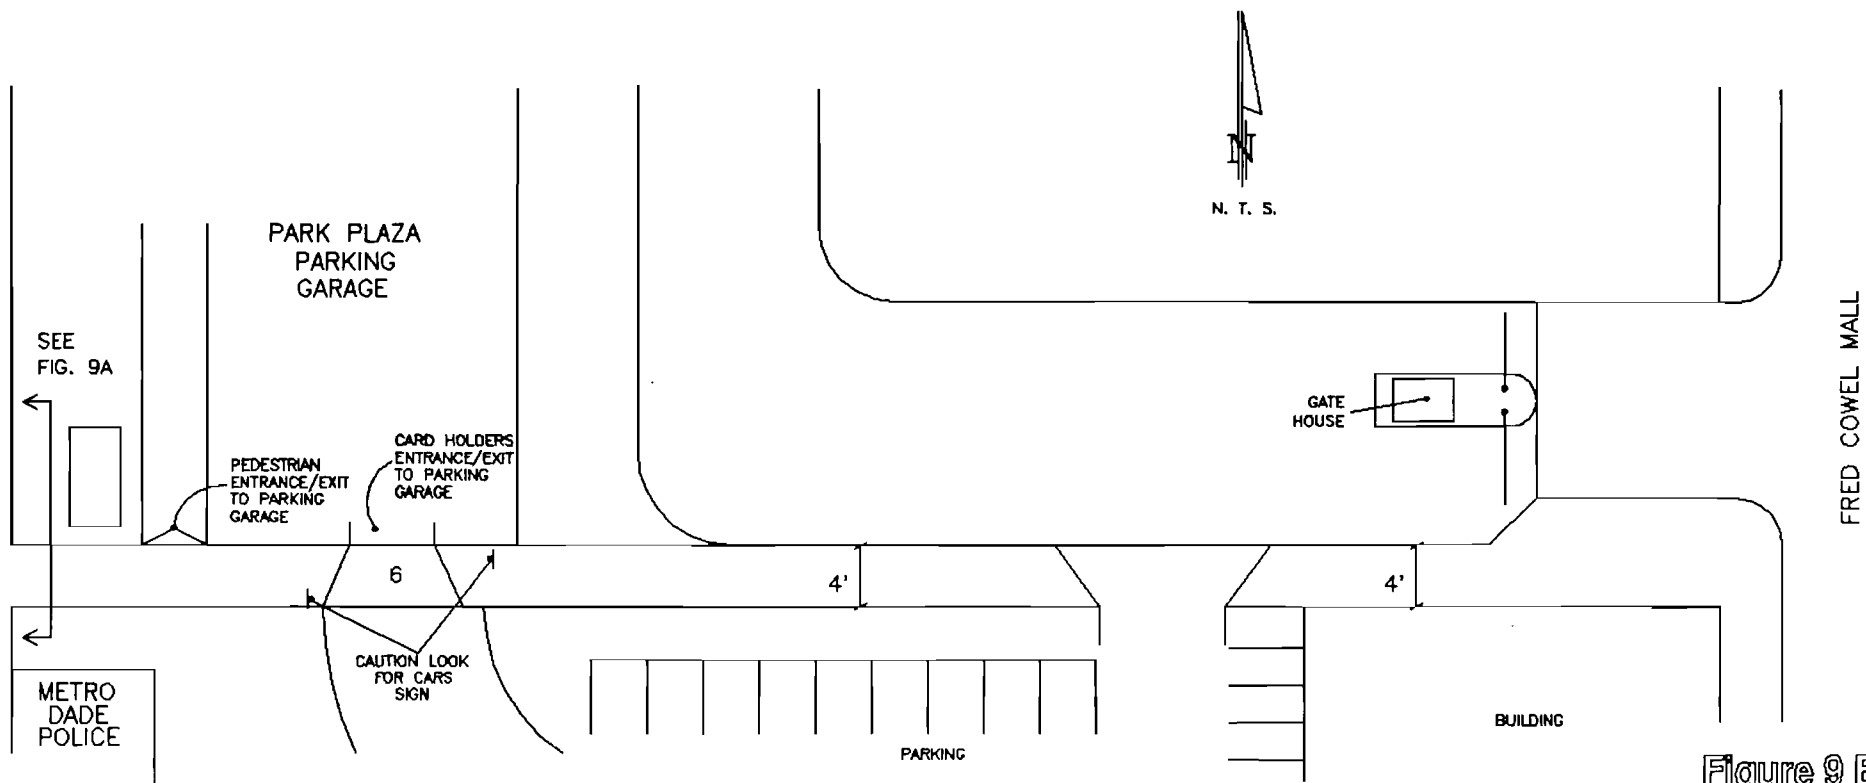 N
N. T. S.
PARK PLAZA
PARKING
GARAGE
SEE
FIG. 9A
FRED COWEL MALL
GATE
HOUSE
CARD HOLDERS
ENTRANCE/EXIT
TO PARKING
GARAGE
PEDESTRIAN
ENTRANCE/EXIT
TO PARKING
GARAGE
6
4'
4'
CAUTION LOOK
FOR CARS
SIGN
METRO
DADE
POLICE
PARKING
BUILDING
Figure 9